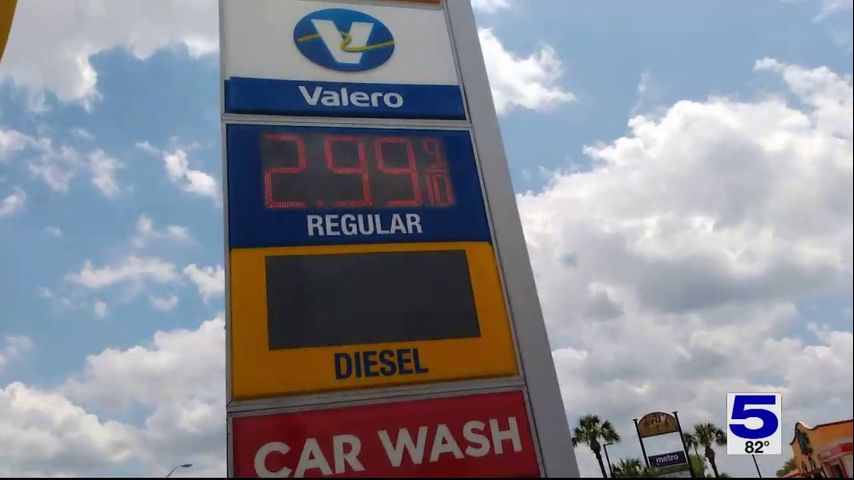 V
Valero
2.99 9/10
REGULAR
DIESEL
CAR WASH
metro
5
82°